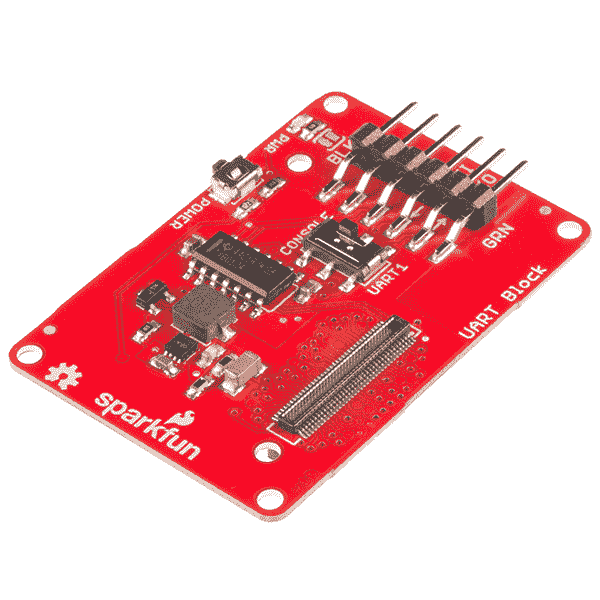 PWR
BLK
GRN
POWER
CONSOLE
UART1
UART Block
sparkfun